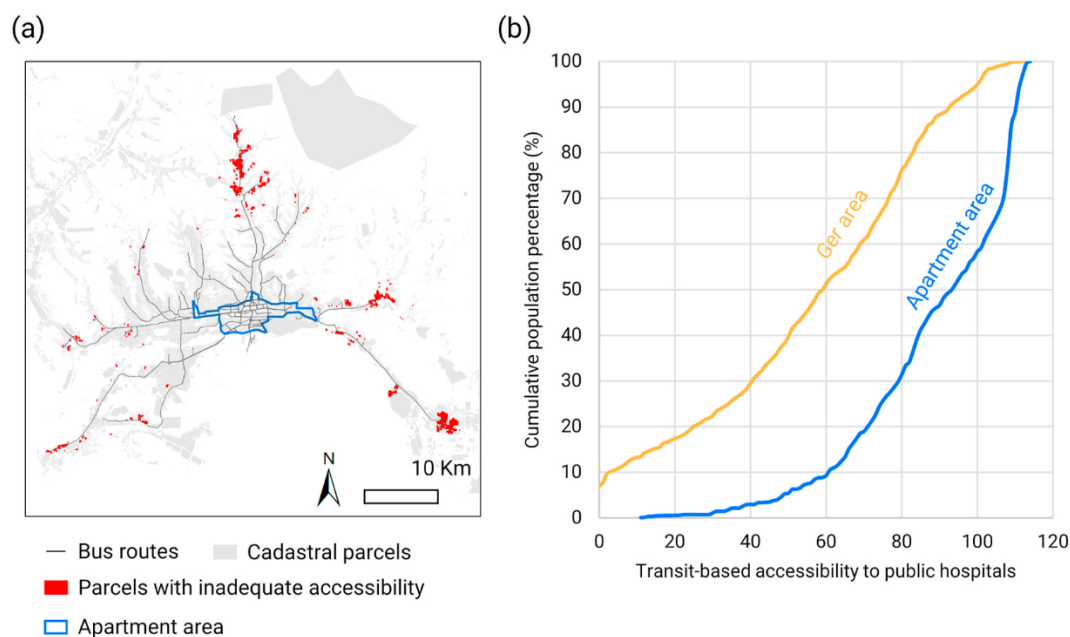 (a)
N
10 Km
Bus routes
Cadastral parcels
Parcels with inadequate accessibility
Apartment area
(b)
Cumulative population percentage (%)
100
90
80
70
60
50
40
30
20
10
0
Ger area
Apartment area
0 20 40 60 80 100 120
Transit-based accessibility to public hospitals